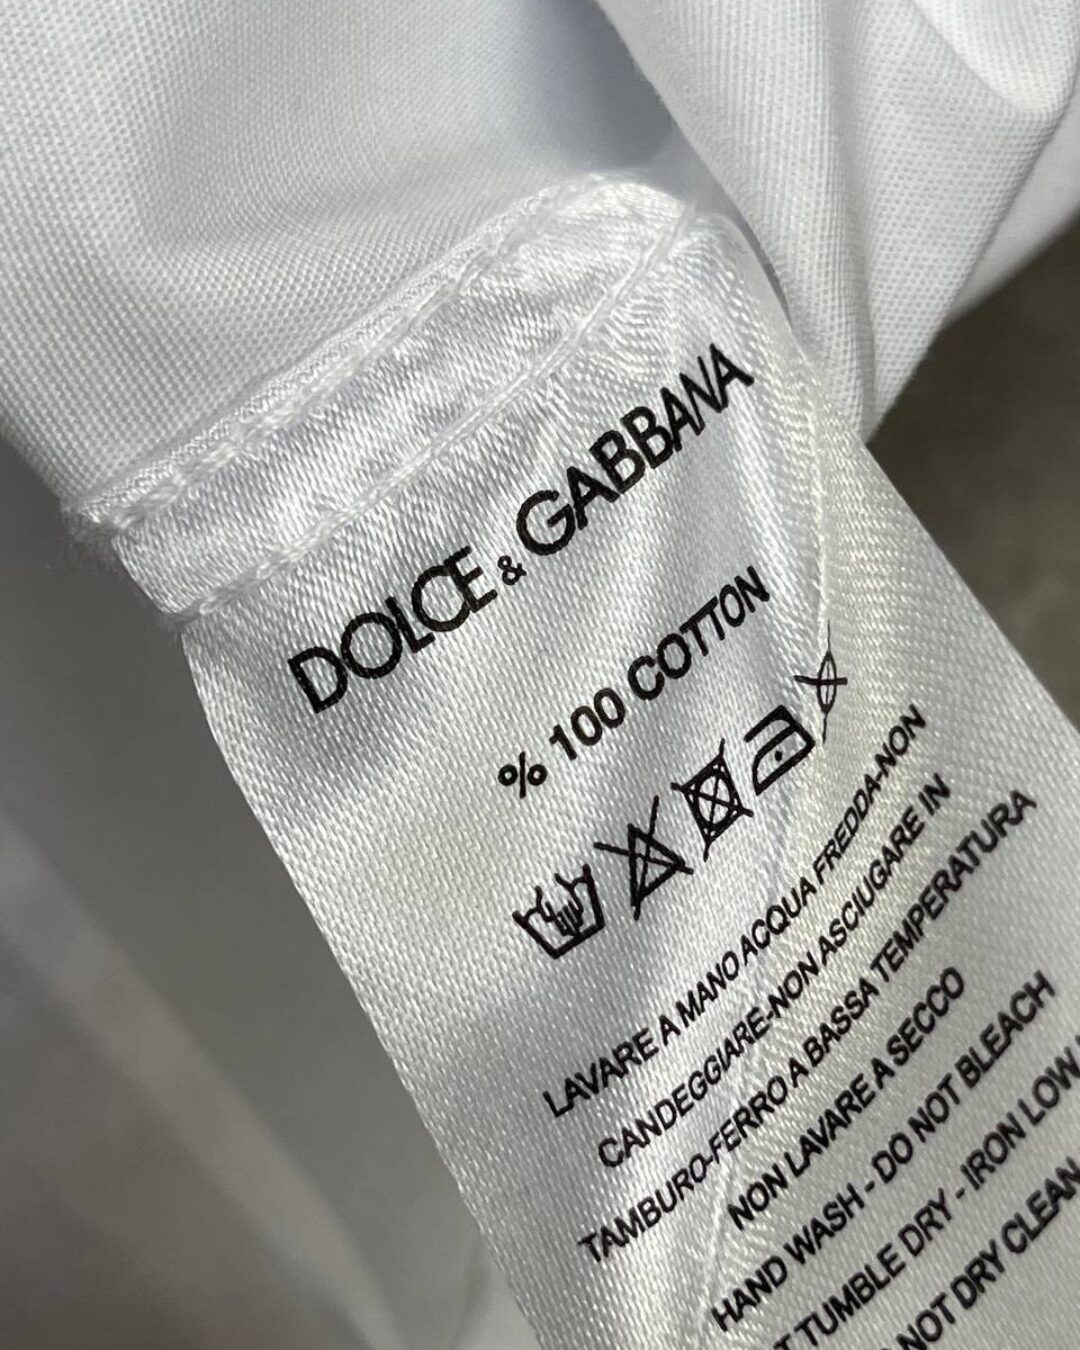 DOLCE & GABBANA
% 100 COTTON
LAVARE A MANO ACQUA FREDDA-NON
CANDEGGIARE-NON ASCIUGARE IN
TAMBURO-FERRO A BASSA TEMPERATURA
NON LAVARE A SECCO
HAND WASH - DO NOT BLEACH
TUMBLE DRY - IRON LOW
NOT DRY CLEAN